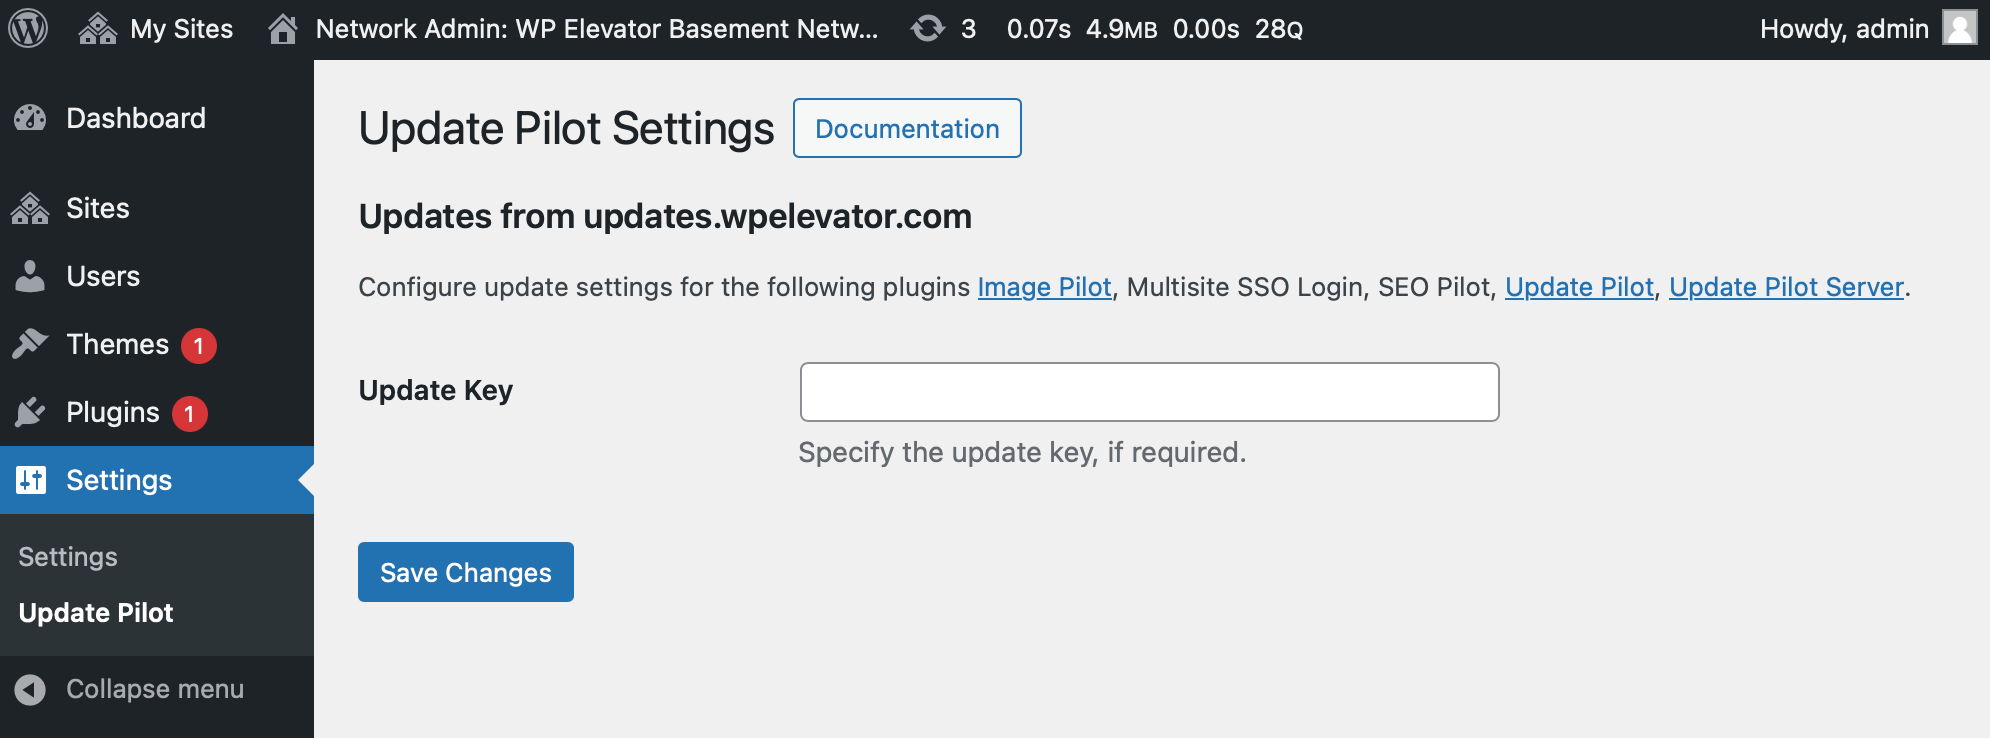 My Sites Network Admin: WP Elevator Basement Netw... 3 0.07s 4.9MB 0.00s 28Q Howdy, admin
Dashboard
Sites
Users
Themes 1
Plugins 1
Settings
Settings
Update Pilot
Collapse menu
Update Pilot Settings Documentation
Updates from updates.wpelevator.com
Configure update settings for the following plugins Image Pilot, Multisite SSO Login, SEO Pilot, Update Pilot, Update Pilot Server.
Update Key
Specify the update key, if required.
Save Changes